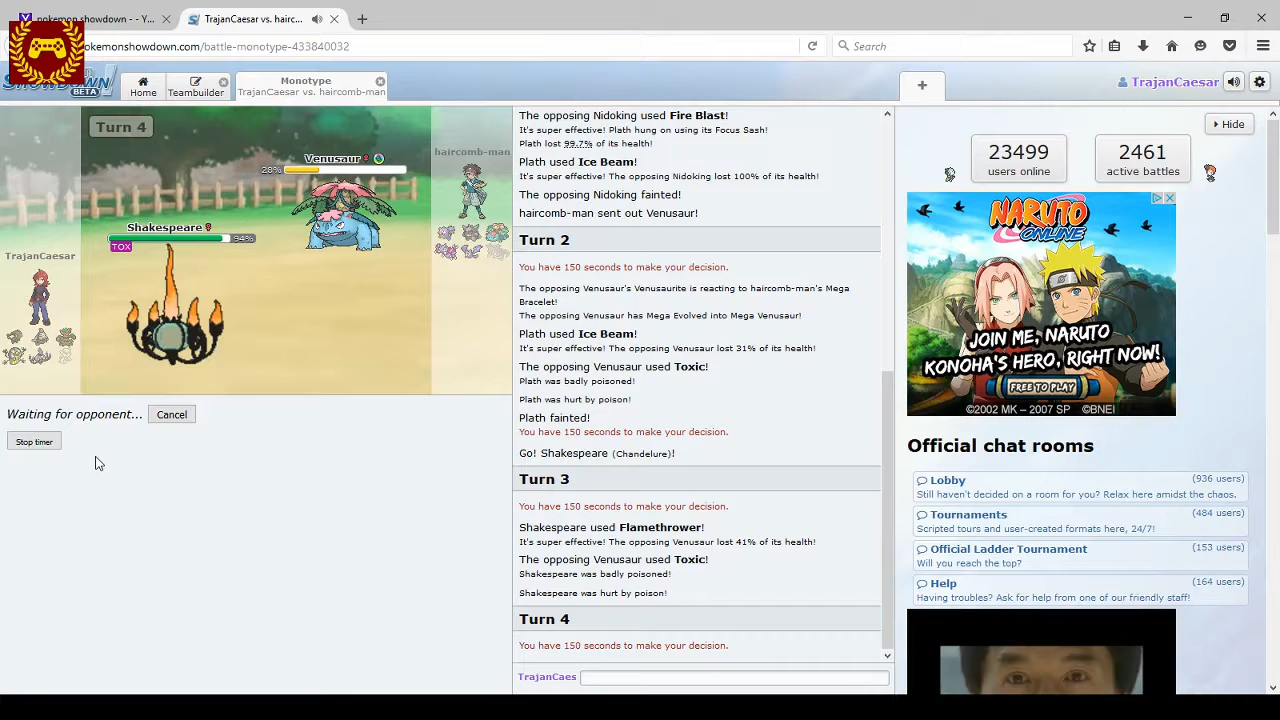 pokemon showdown - - Y...
TrajanCaesar vs. hairc...
okemonshowdown.com/battle-monotype-433840032
Search
SHOWDOWN!
BETA
Home
Teambuilder
Monotype
TrajanCaesar vs. haircomb-man
TrajanCaesar
Turn 4
Venusaur
28%
haircomb-man
Shakespeare
94%
TOX
TrajanCaesar
Waiting for opponent...
Cancel
Stop timer
The opposing Nidoking used Fire Blast!
It's super effective! Plath hung on using its Focus Sash!
Plath lost 99.7% of its health!
Plath used Ice Beam!
It's super effective! The opposing Nidoking lost 100% of its health!
The opposing Nidoking fainted!
haircomb-man sent out Venusaur!
Turn 2
You have 150 seconds to make your decision.
The opposing Venusaur's Venusaurite is reacting to haircomb-man's Mega
Bracelet!
The opposing Venusaur has Mega Evolved into Mega Venusaur!
Plath used Ice Beam!
It's super effective! The opposing Venusaur lost 31% of its health!
The opposing Venusaur used Toxic!
Plath was badly poisoned!
Plath was hurt by poison!
Plath fainted!
You have 150 seconds to make your decision.
Go! Shakespeare (Chandelure)!
Turn 3
You have 150 seconds to make your decision.
Shakespeare used Flamethrower!
It's super effective! The opposing Venusaur lost 41% of its health!
The opposing Venusaur used Toxic!
Shakespeare was badly poisoned!
Shakespeare was hurt by poison!
Turn 4
You have 150 seconds to make your decision.
TrajanCaes
Hide
23499
users online
2461
active battles
NARUTO
ONLINE
JOIN ME, NARUTO
KONOHA'S HERO, RIGHT NOW!
FREE TO PLAY
©2002 MK – 2007 SP ©BNEI
Official chat rooms
Lobby
(936 users)
Still haven't decided on a room for you? Relax here amidst the chaos.
Tournaments
(484 users)
Scripted tours and user-created formats here, 24/7!
Official Ladder Tournament
(153 users)
Will you reach the top?
Help
(164 users)
Having troubles? Ask for help from one of our friendly staff!